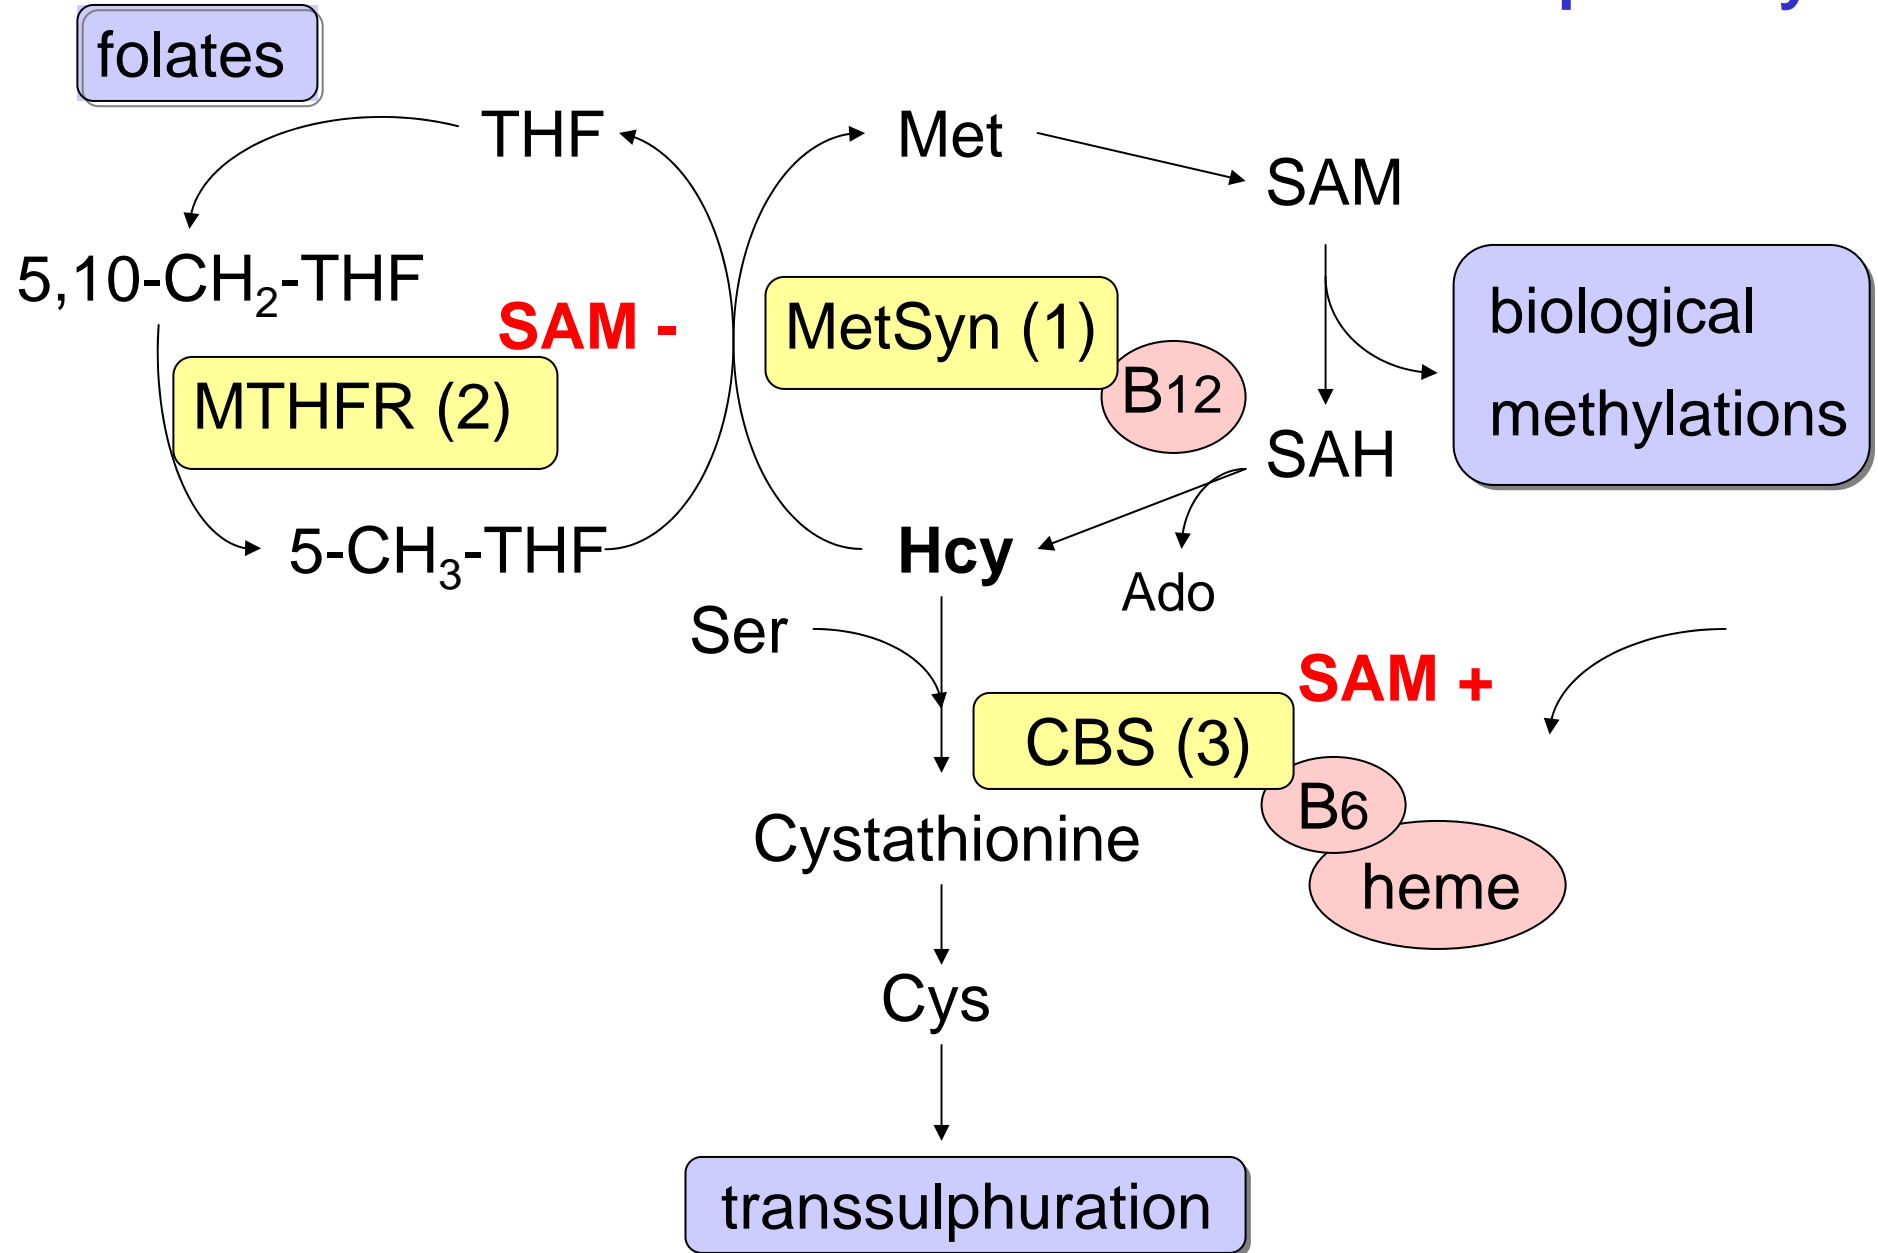 folates
THF
Met
SAM
5,10-CH₂-THF
SAM -
MetSyn (1)
B12
biological
methylations
MTHFR (2)
SAH
5-CH₃-THF
Hcy
Ado
Ser
SAM +
CBS (3)
B6
Cystathionine
heme
Cys
transsulphuration